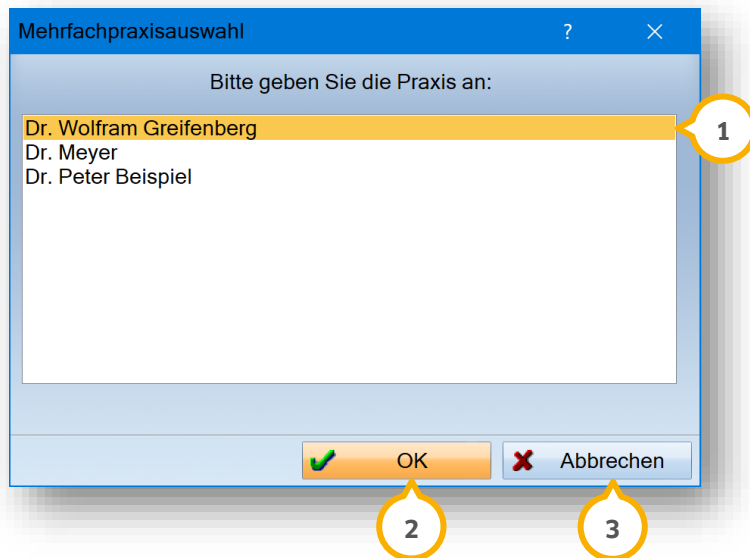 Mehrfachpraxisauswahl ?
Bitte geben Sie die Praxis an:
Dr. Wolfram Greifenberg
1
Dr. Meyer
Dr. Peter Beispiel
OK Abbrechen
2 3